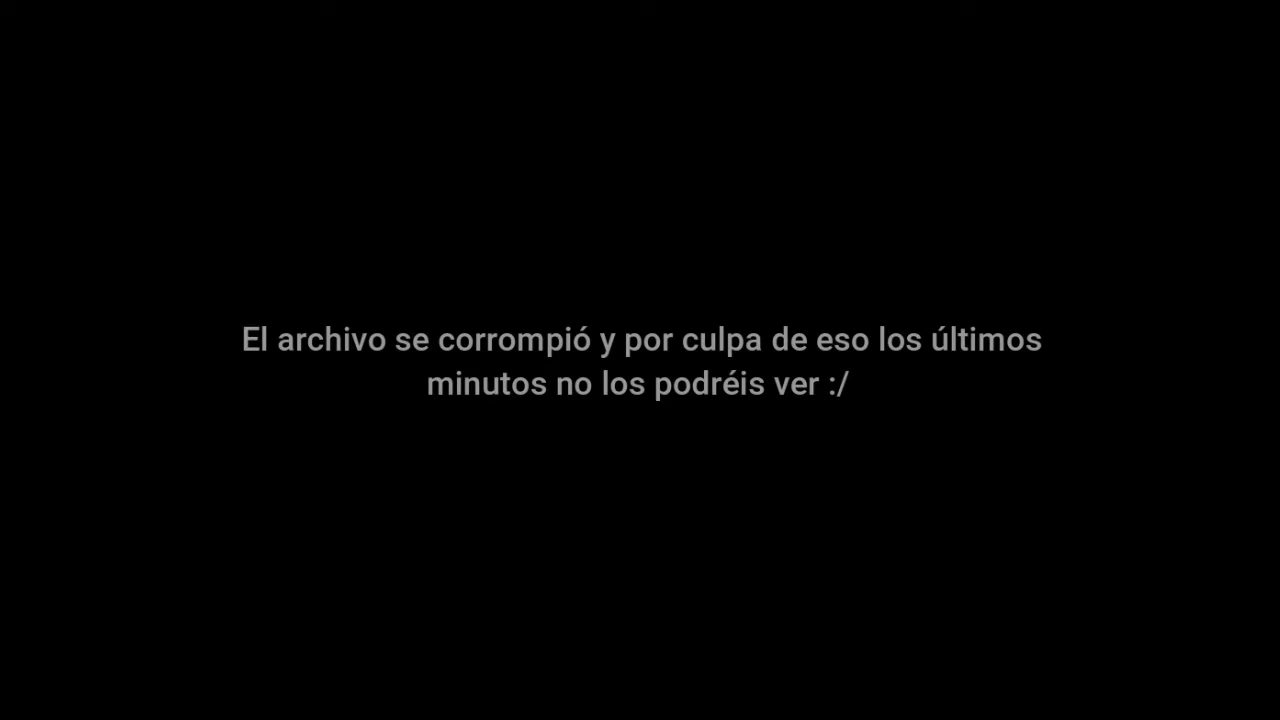 El archivo se corrompió y por culpa de eso los últimos
minutos no los podréis ver :/